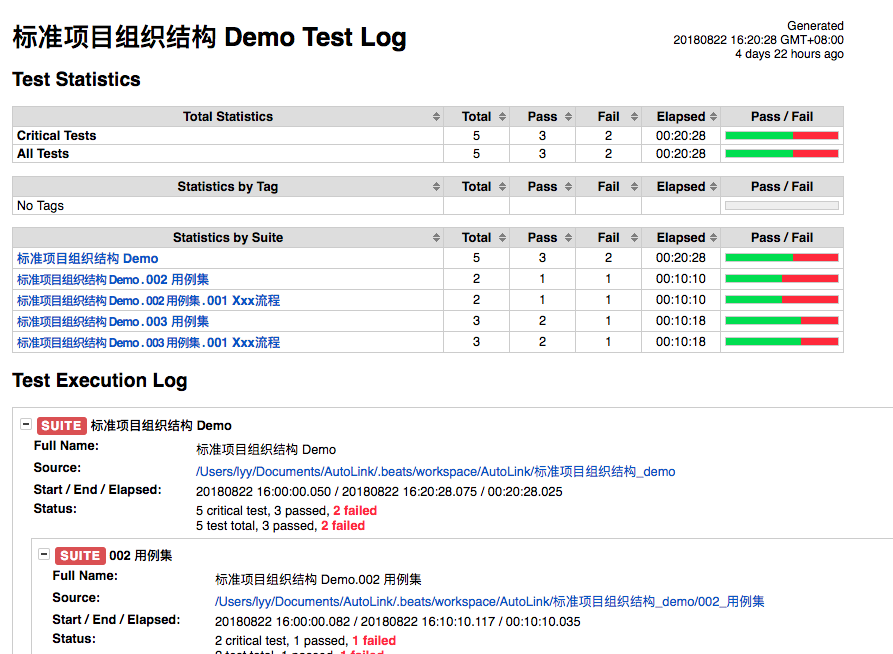 标准项目组织结构 Demo Test Log
Generated
20180822 16:20:28 GMT+08:00
4 days 22 hours ago
Test Statistics
Total Statistics Total Pass Fail Elapsed Pass / Fail
Critical Tests 5 3 2 00:20:28
All Tests 5 3 2 00:20:28
Statistics by Tag Total Pass Fail Elapsed Pass / Fail
No Tags
Statistics by Suite Total Pass Fail Elapsed Pass / Fail
标准项目组织结构 Demo 5 3 2 00:20:28
标准项目组织结构 Demo.002 用例集 2 1 1 00:10:10
标准项目组织结构 Demo.002 用例集.001 Xxx流程 2 1 1 00:10:10
标准项目组织结构 Demo.003 用例集 3 2 1 00:10:18
标准项目组织结构 Demo.003 用例集.001 Xxx流程 3 2 1 00:10:18
Test Execution Log
SUITE 标准项目组织结构 Demo
Full Name: 标准项目组织结构 Demo
Source: /Users/lyy/Documents/AutoLink/.beats/workspace/AutoLink/标准项目组织结构_demo
Start / End / Elapsed: 20180822 16:00:00.050 / 20180822 16:20:28.075 / 00:20:28.025
Status: 5 critical test, 3 passed, 2 failed
5 test total, 3 passed, 2 failed
SUITE 002 用例集
Full Name: 标准项目组织结构 Demo.002 用例集
Source: /Users/lyy/Documents/AutoLink/.beats/workspace/AutoLink/标准项目组织结构_demo/002_用例集
Start / End / Elapsed: 20180822 16:00:00.082 / 20180822 16:10:10.117 / 00:10:10.035
Status: 2 critical test, 1 passed, 1 failed
2 test total, 1 passed, 1 failed